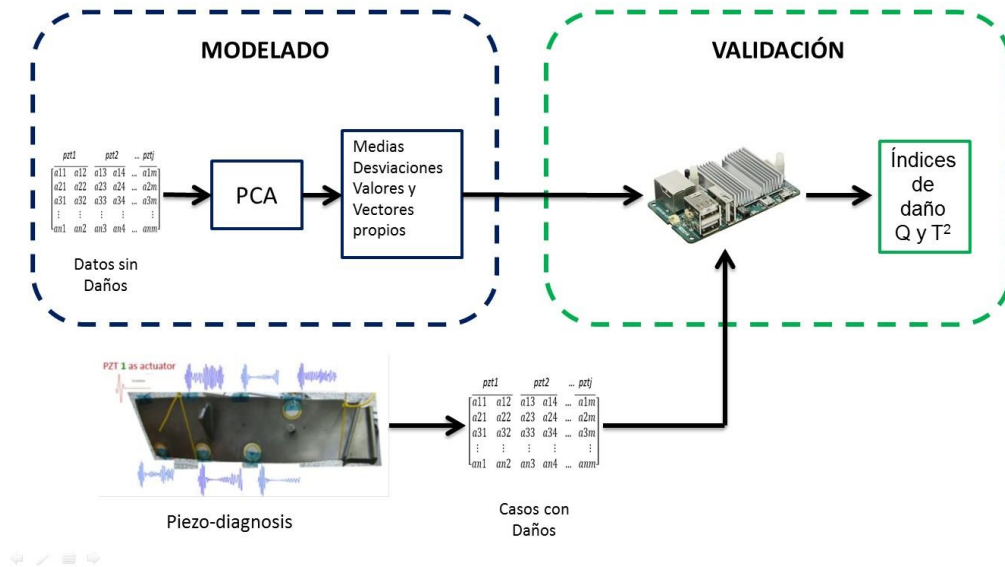 MODELADO
pzt1 pzt2 ... pztj
a11 a12 a13 a14 ... a1m
a21 a22 a23 a24 ... a2m
a31 a32 a33 a34 ... a3m
⋮ ⋮ ⋮ ⋮ ⋮
an1 an2 an3 an4 ... anm
Datos sin
Daños
PCA
Medias
Desviaciones
Valores y
Vectores
propios
VALIDACIÓN
Índices
de
daño
Q y T²
PZT 1 as actuator
Piezo-diagnosis
pzt1 pzt2 ... pztj
a11 a12 a13 a14 ... a1m
a21 a22 a23 a24 ... a2m
a31 a32 a33 a34 ... a3m
⋮ ⋮ ⋮ ⋮ ⋮
an1 an2 an3 an4 ... anm
Casos con
Daños